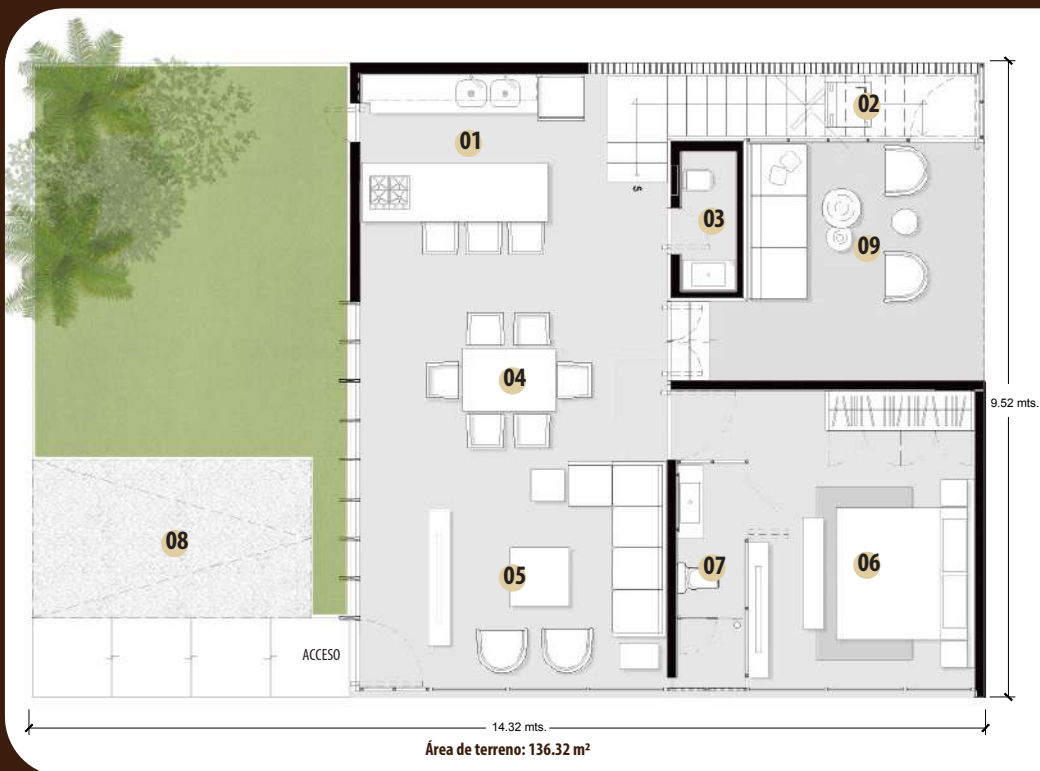 02
01
S
03
09
04
9.52 mts.
08
05
07
06
ACCESO
14.32 mts.
Área de terreno: 136.32 m²